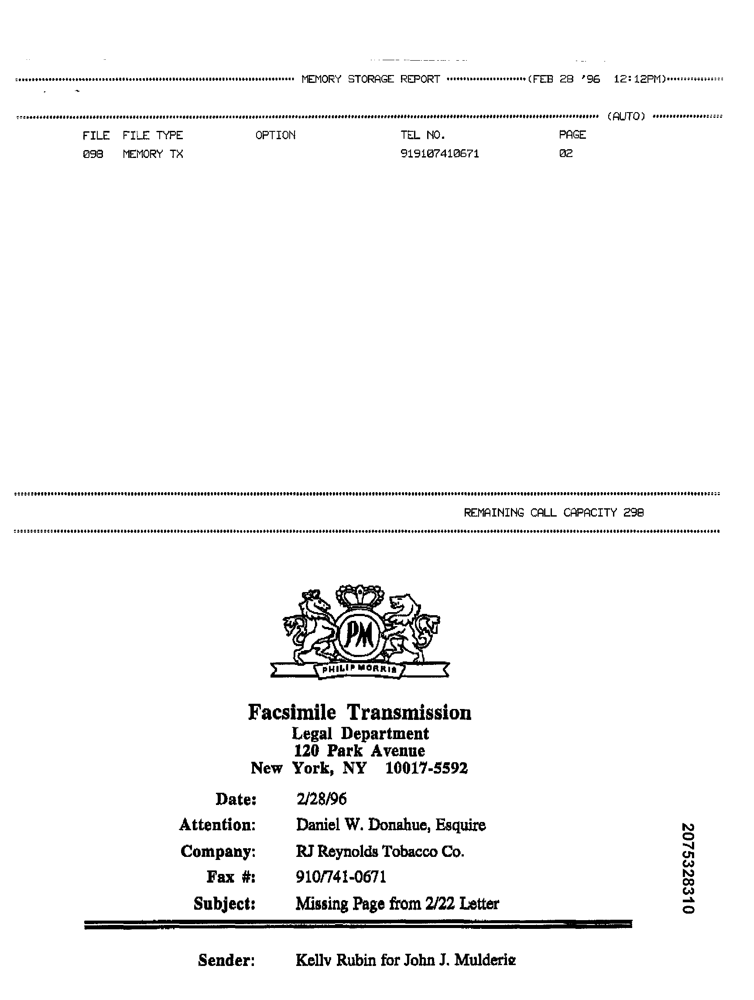 MEMORY STORAGE REPORT (FEB 28 '96 12:12PM)
(AUTO)
FILE FILE TYPE OPTION TEL NO. PAGE
098 MEMORY TX 919107410671 02
REMAINING CALL CAPACITY 298
PM
PHILIP MORRIS
Facsimile Transmission
Legal Department
120 Park Avenue
New York, NY 10017-5592
Date: 2/28/96
Attention: Daniel W. Donahue, Esquire
Company: RJ Reynolds Tobacco Co.
Fax #: 910/741-0671
Subject: Missing Page from 2/22 Letter
Sender: Kelly Rubin for John J. Mulderig
2075328310